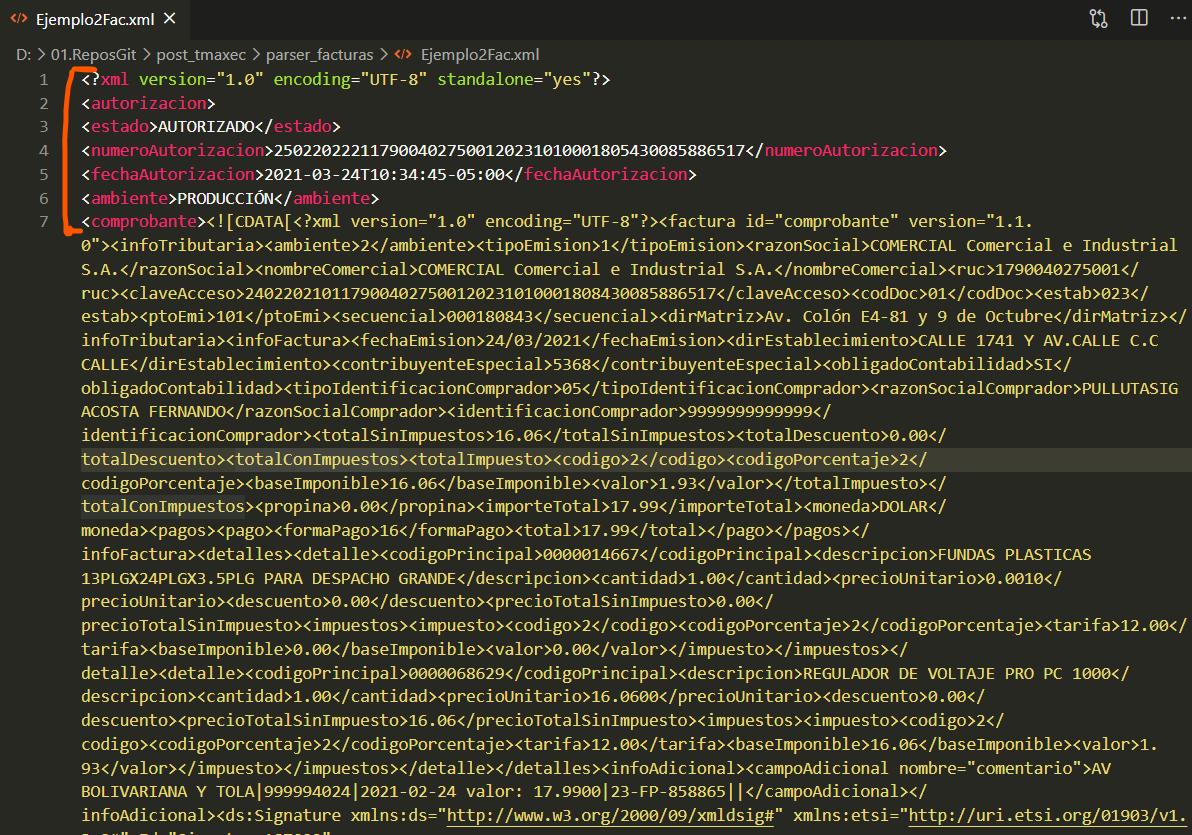 Ejemplo2Fac.xml
D: > 01.ReposGit > post_tmaxec > parser_facturas > Ejemplo2Fac.xml
1 <?xml version="1.0" encoding="UTF-8" standalone="yes"?>
2 <autorizacion>
3 <estado>AUTORIZADO</estado>
4 <numeroAutorizacion>2502202221179004027500120231010001805430085886517</numeroAutorizacion>
5 <fechaAutorizacion>2021-03-24T10:34:45-05:00</fechaAutorizacion>
6 <ambiente>PRODUCCIÓN</ambiente>
7 <comprobante><![CDATA[<?xml version="1.0" encoding="UTF-8"?><factura id="comprobante" version="1.1.
0"><infoTributaria><ambiente>2</ambiente><tipoEmision>1</tipoEmision><razonSocial>COMERCIAL Comercial e Industrial
S.A.</razonSocial><nombreComercial>COMERCIAL Comercial e Industrial S.A.</nombreComercial><ruc>1790040275001</
ruc><claveAcceso>2402202101179004027500120231010001808430085886517</claveAcceso><codDoc>01</codDoc><estab>023</
estab><ptoEmi>101</ptoEmi><secuencial>000180843</secuencial><dirMatriz>Av. Colón E4-81 y 9 de Octubre</dirMatriz></
infoTributaria><infoFactura><fechaEmision>24/03/2021</fechaEmision><dirEstablecimiento>CALLE 1741 Y AV.CALLE C.C
CALLE</dirEstablecimiento><contribuyenteEspecial>5368</contribuyenteEspecial><obligadoContabilidad>SI</
obligadoContabilidad><tipoIdentificacionComprador>05</tipoIdentificacionComprador><razonSocialComprador>PULLUTASIG
ACOSTA FERNANDO</razonSocialComprador><identificacionComprador>9999999999999</
identificacionComprador><totalSinImpuestos>16.06</totalSinImpuestos><totalDescuento>0.00</
totalDescuento><totalConImpuestos><totalImpuesto><codigo>2</codigo><codigoPorcentaje>2</
codigoPorcentaje><baseImponible>16.06</baseImponible><valor>1.93</valor></totalImpuesto></
totalConImpuestos><propina>0.00</propina><importeTotal>17.99</importeTotal><moneda>DOLAR</
moneda><pagos><pago><formaPago>16</formaPago><total>17.99</total></pago></pagos></
infoFactura><detalles><detalle><codigoPrincipal>0000014667</codigoPrincipal><descripcion>FUNDAS PLASTICAS
13PLGX24PLGX3.5PLG PARA DESPACHO GRANDE</descripcion><cantidad>1.00</cantidad><precioUnitario>0.0010</
precioUnitario><descuento>0.00</descuento><precioTotalSinImpuesto>0.00</
precioTotalSinImpuesto><impuestos><impuesto><codigo>2</codigo><codigoPorcentaje>2</codigoPorcentaje><tarifa>12.00</
tarifa><baseImponible>0.00</baseImponible><valor>0.00</valor></impuesto></impuestos></
detalle><detalle><codigoPrincipal>0000068629</codigoPrincipal><descripcion>REGULADOR DE VOLTAJE PRO PC 1000</
descripcion><cantidad>1.00</cantidad><precioUnitario>16.0600</precioUnitario><descuento>0.00</
descuento><precioTotalSinImpuesto>16.06</precioTotalSinImpuesto><impuestos><impuesto><codigo>2</
codigo><codigoPorcentaje>2</codigoPorcentaje><tarifa>12.00</tarifa><baseImponible>16.06</baseImponible><valor>1.
93</valor></impuesto></impuestos></detalle></detalles><infoAdicional><campoAdicional nombre="comentario">AV
BOLIVARIANA Y TOLA|999994024|2021-02-24 valor: 17.9900|23-FP-858865||</campoAdicional></
infoAdicional><ds:Signature xmlns:ds="http://www.w3.org/2000/09/xmldsig#" xmlns:etsi="http://uri.etsi.org/01903/v1.